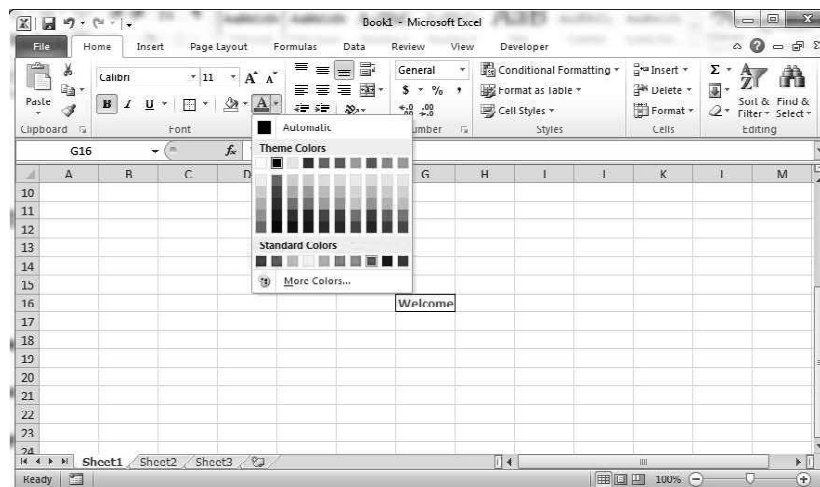 Book1 - Microsoft Excel
File Home Insert Page Layout Formulas Data Review View Developer
Calibri 11 A A General Conditional Formatting Insert Σ
Paste B I U A $ % , Format as Table Delete Sort & Filter Find & Select
Cell Styles Format
Clipboard Font Number Styles Cells Editing
G16 fx
Automatic
Theme Colors
Standard Colors
More Colors...
A B C D G H I J K L M
10
11
12
13
14
15
16 Welcome
17
18
19
20
21
22
23
24
Sheet1 Sheet2 Sheet3
Ready 100%